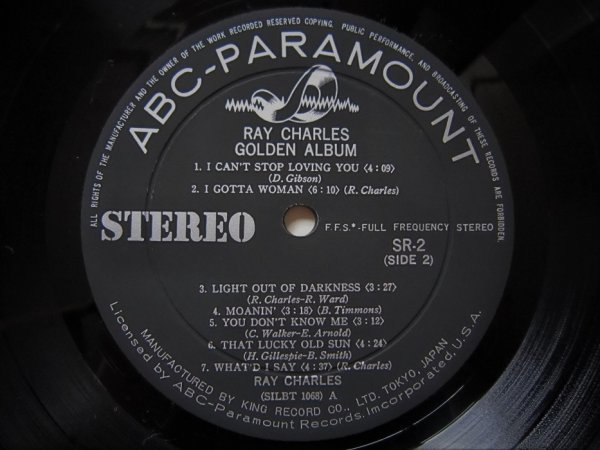 ALL RIGHTS OF THE MANUFACTURER AND THE OWNER OF THE WORK RECORDED RESERVED COPYING, PUBLIC PERFORMANCE, AND BROADCASTING OF THESE RECORDS ARE FORBIDDEN.
ABC-PARAMOUNT
RAY CHARLES
GOLDEN ALBUM
1. I CAN'T STOP LOVING YOU ⟨4:09⟩
(D. Gibson)
2. I GOTTA WOMAN ⟨6:10⟩ (R. Charles)
STEREO
F.F.S.*-FULL FREQUENCY STEREO
SR-2
(SIDE 2)
3. LIGHT OUT OF DARKNESS ⟨3:27⟩
(R. Charles-R. Ward)
4. MOANIN' ⟨3:18⟩ (B. Timmons)
5. YOU DON'T KNOW ME ⟨3:12⟩
(C. Walker-E. Arnold)
6. THAT LUCKY OLD SUN ⟨4:24⟩
(H. Gillespie-B. Smith)
7. WHAT'D I SAY ⟨4:37⟩ (R. Charles)
RAY CHARLES
(SILBT 1068) A
MANUFACTURED BY KING RECORD CO., LTD. TOKYO, JAPAN
Licensed by ABC-Paramount Records, Incorporated, U.S.A.